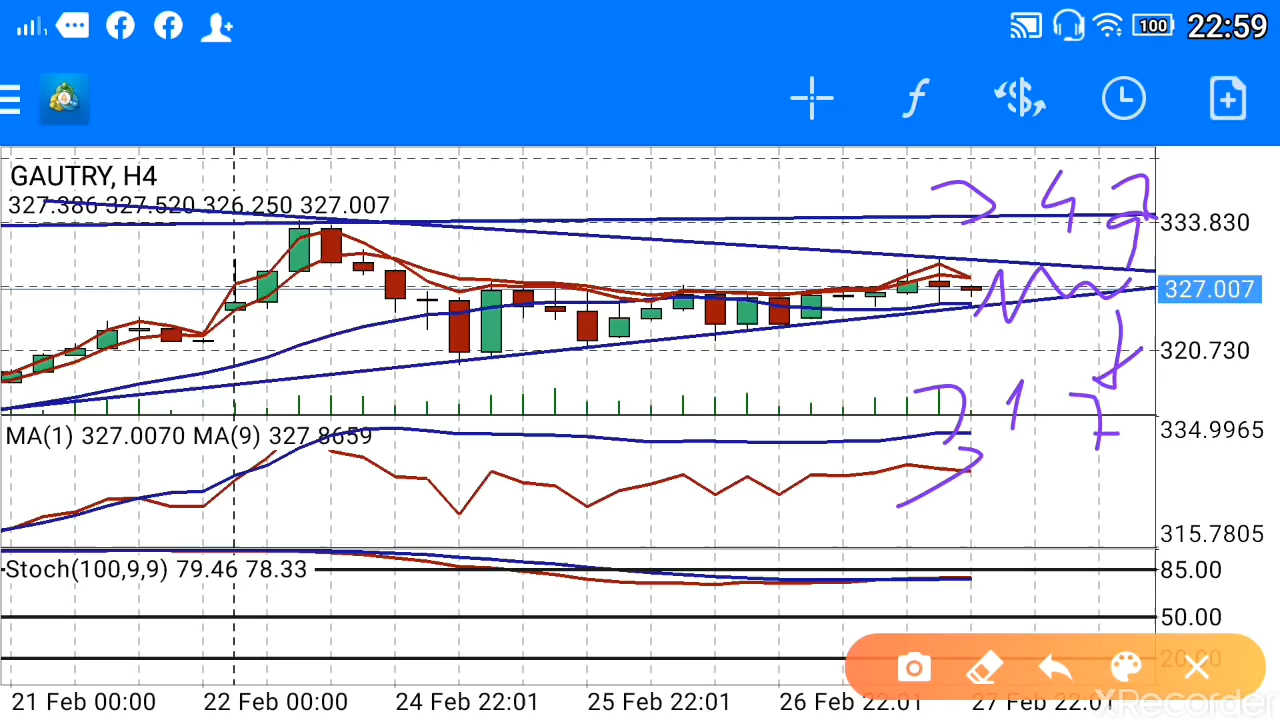 100 22:59
GAUTRY, H4
327.386 327.520 326.250 327.007
333.830
327.007
320.730
MA(1) 327.0070 MA(9) 327.8659
334.9965
315.7805
Stoch(100,9,9) 79.46 78.33
85.00
50.00
20.00
21 Feb 00:00 22 Feb 00:00 24 Feb 22:01 25 Feb 22:01 26 Feb 22:01 27 Feb 22:01
XRecorder